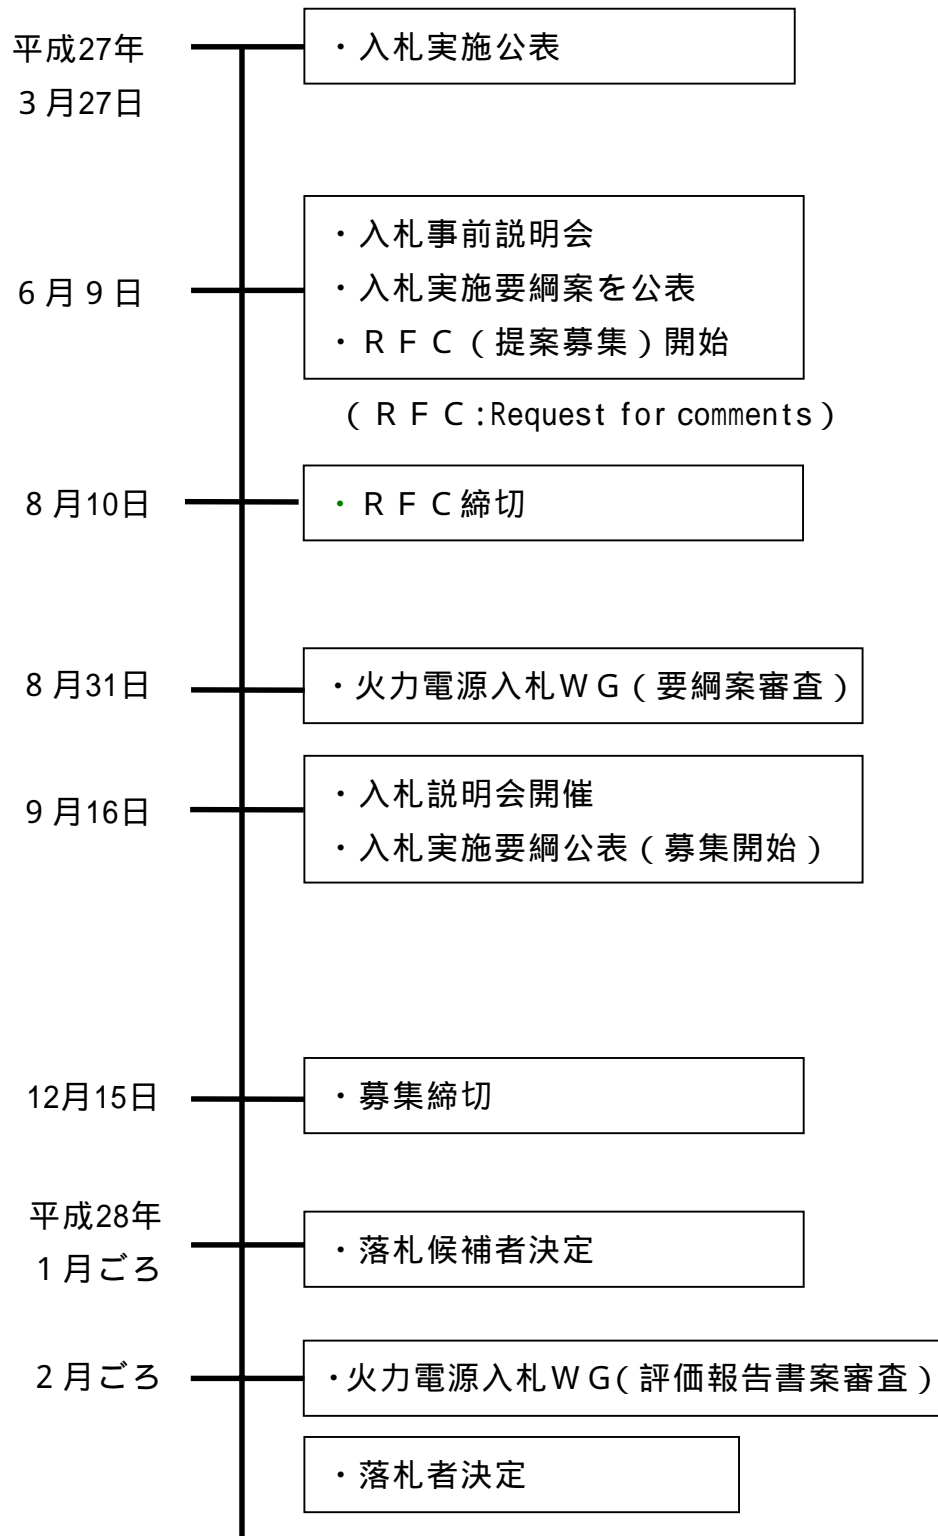 平成27年
3月27日
・入札実施公表
6月9日
・入札事前説明会
・入札実施要綱案を公表
・RFC(提案募集)開始
(RFC:Request for comments)
8月10日
・RFC締切
8月31日
・火力電源入札WG(要綱案審査)
9月16日
・入札説明会開催
・入札実施要綱公表(募集開始)
12月15日
・募集締切
平成28年
1月ごろ
・落札候補者決定
2月ごろ
・火力電源入札WG(評価報告書案審査)
・落札者決定